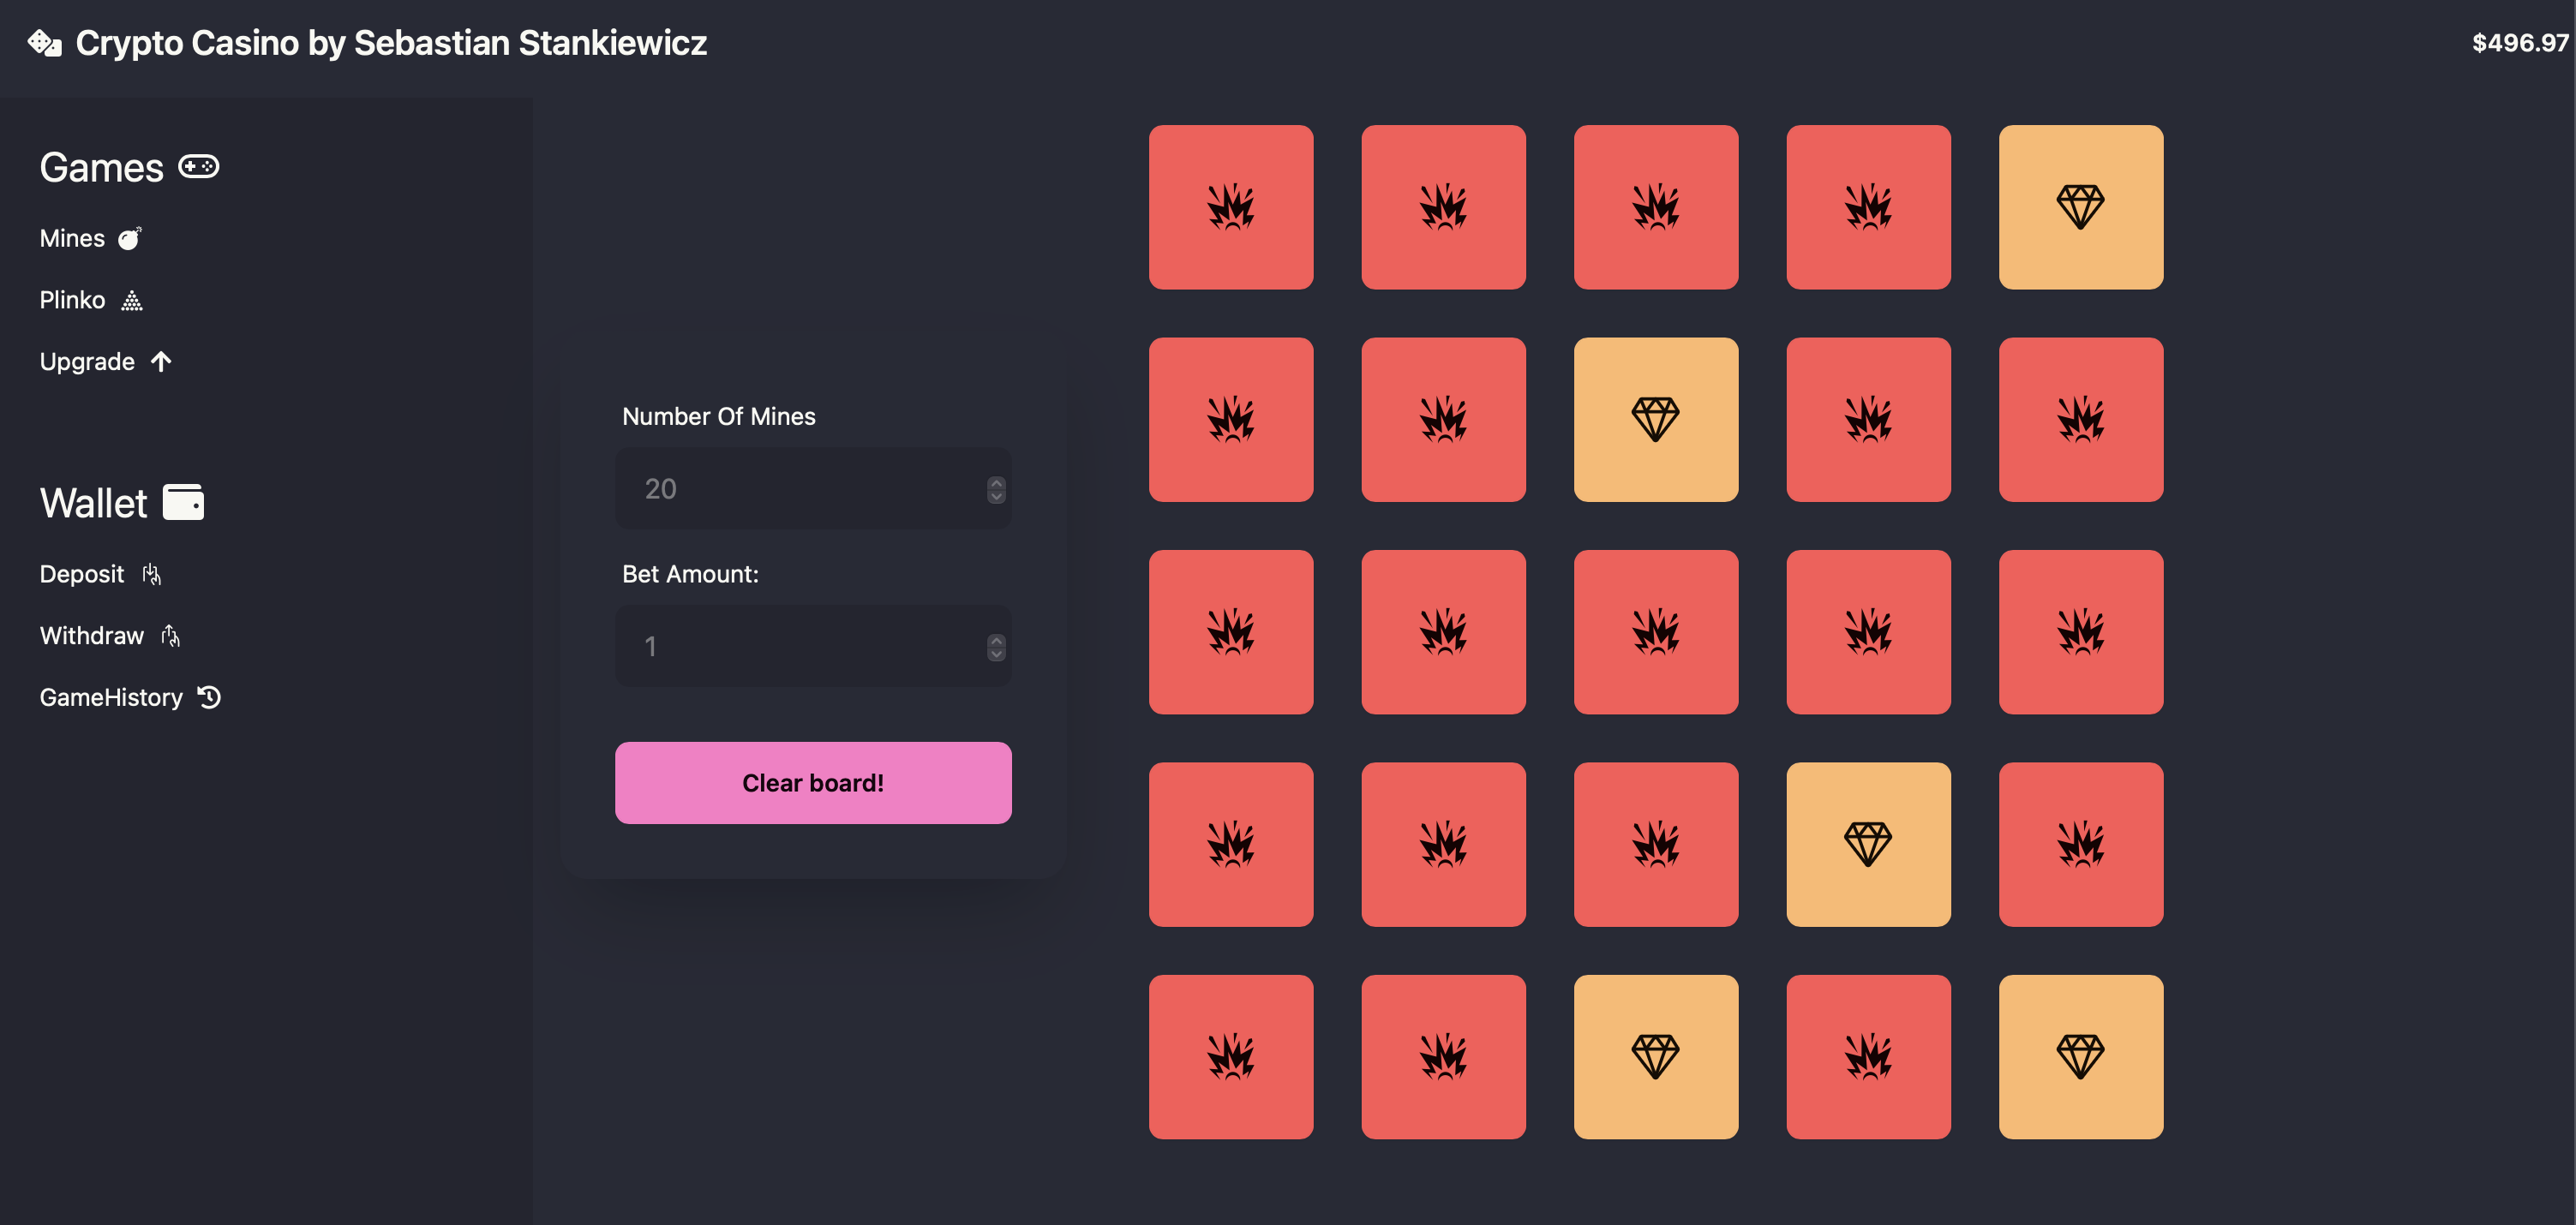 Crypto Casino by Sebastian Stankiewicz
$496.97
Games
Mines
Plinko
Upgrade
Wallet
Deposit
Withdraw
GameHistory
Number Of Mines
20
Bet Amount:
1
Clear board!